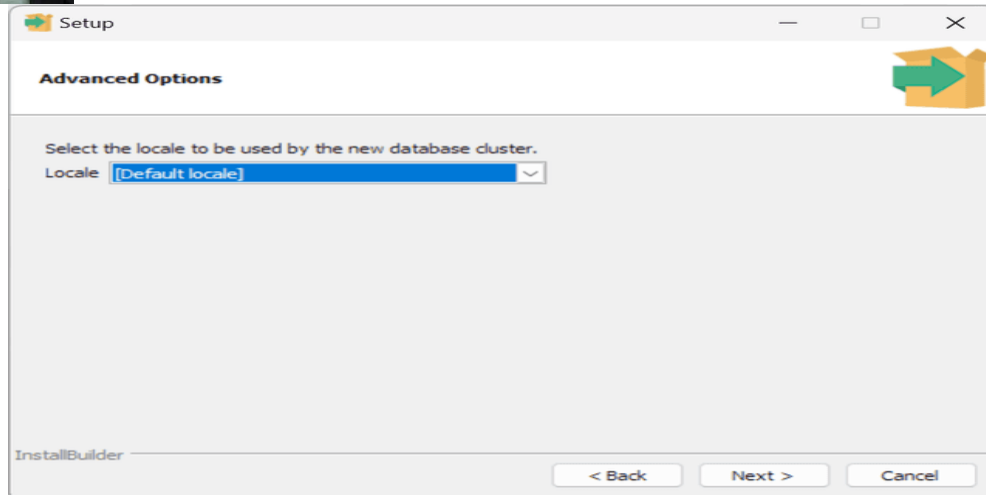 Setup
Advanced Options
Select the locale to be used by the new database cluster.
Locale [Default locale]
InstallBuilder
< Back Next > Cancel